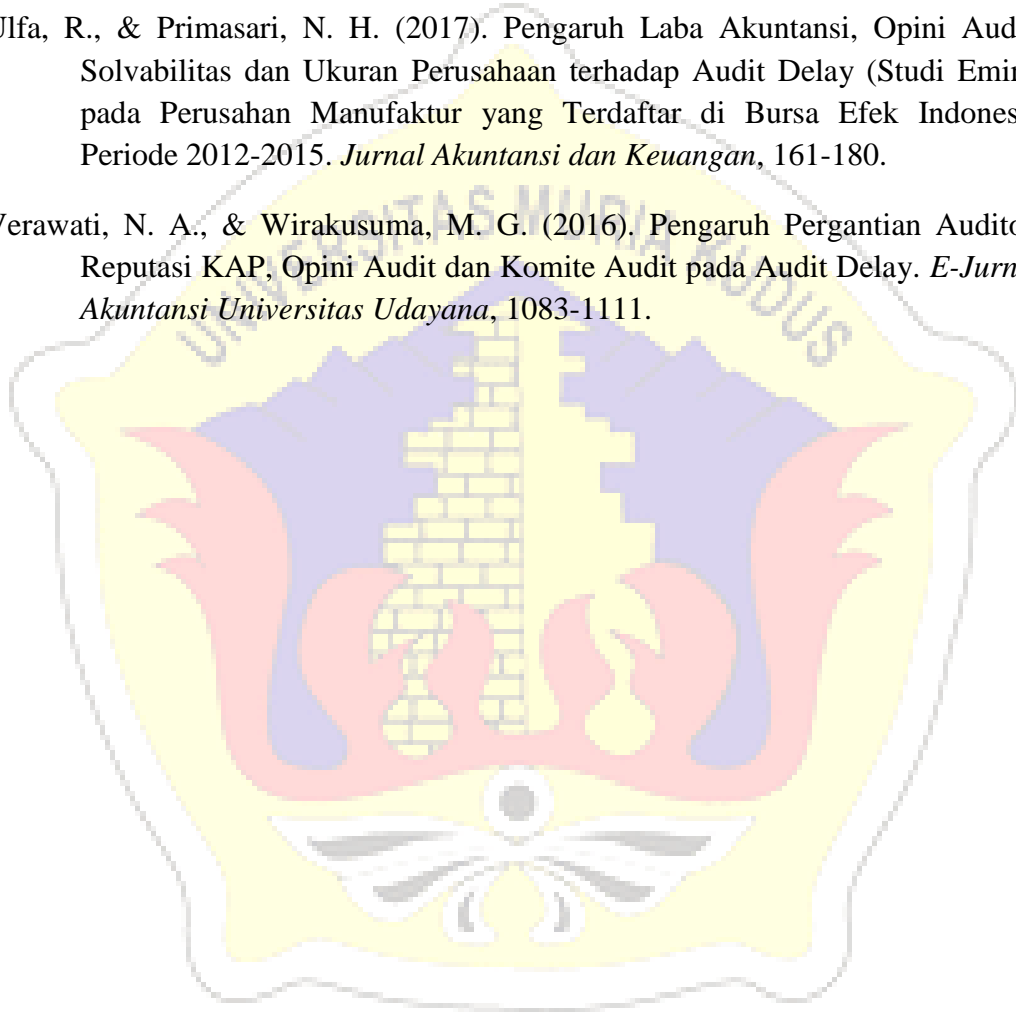 Ulfa, R., & Primasari, N. H. (2017). Pengaruh Laba Akuntansi, Opini Audi
Solvabilitas dan Ukuran Perusahaan terhadap Audit Delay (Studi Emiri
pada Perusahan Manufaktur yang Terdaftar di Bursa Efek Indones
Periode 2012-2015. Jurnal Akuntansi dan Keuangan, 161-180.
Verawati, N. A., & Wirakusuma, M. G. (2016). Pengaruh Pergantian Audito
Reputasi KAP, Opini Audit dan Komite Audit pada Audit Delay. E-Jurn
Akuntansi Universitas Udayana, 1083-1111.
UNIVERSITAS MURIA KUDUS